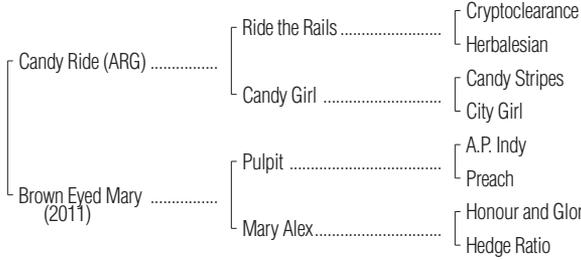 Cryptoclearance
Ride the Rails
Herbalesian
Candy Ride (ARG)
Candy Stripes
Candy Girl
City Girl
A.P. Indy
Pulpit
Preach
Brown Eyed Mary
(2011)
Honour and Glor
Mary Alex
Hedge Ratio